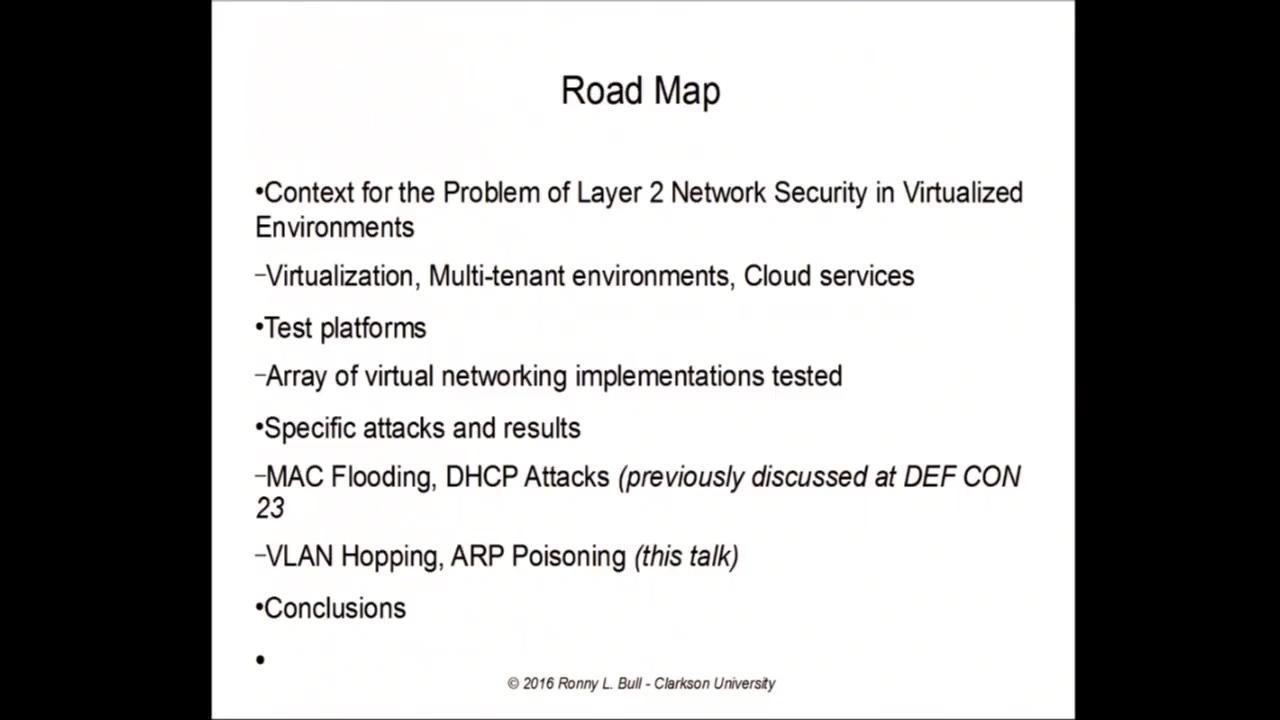 Road Map
•Context for the Problem of Layer 2 Network Security in Virtualized
Environments
–Virtualization, Multi-tenant environments, Cloud services
•Test platforms
–Array of virtual networking implementations tested
•Specific attacks and results
–MAC Flooding, DHCP Attacks (previously discussed at DEF CON
23
–VLAN Hopping, ARP Poisoning (this talk)
•Conclusions
•
© 2016 Ronny L. Bull - Clarkson University